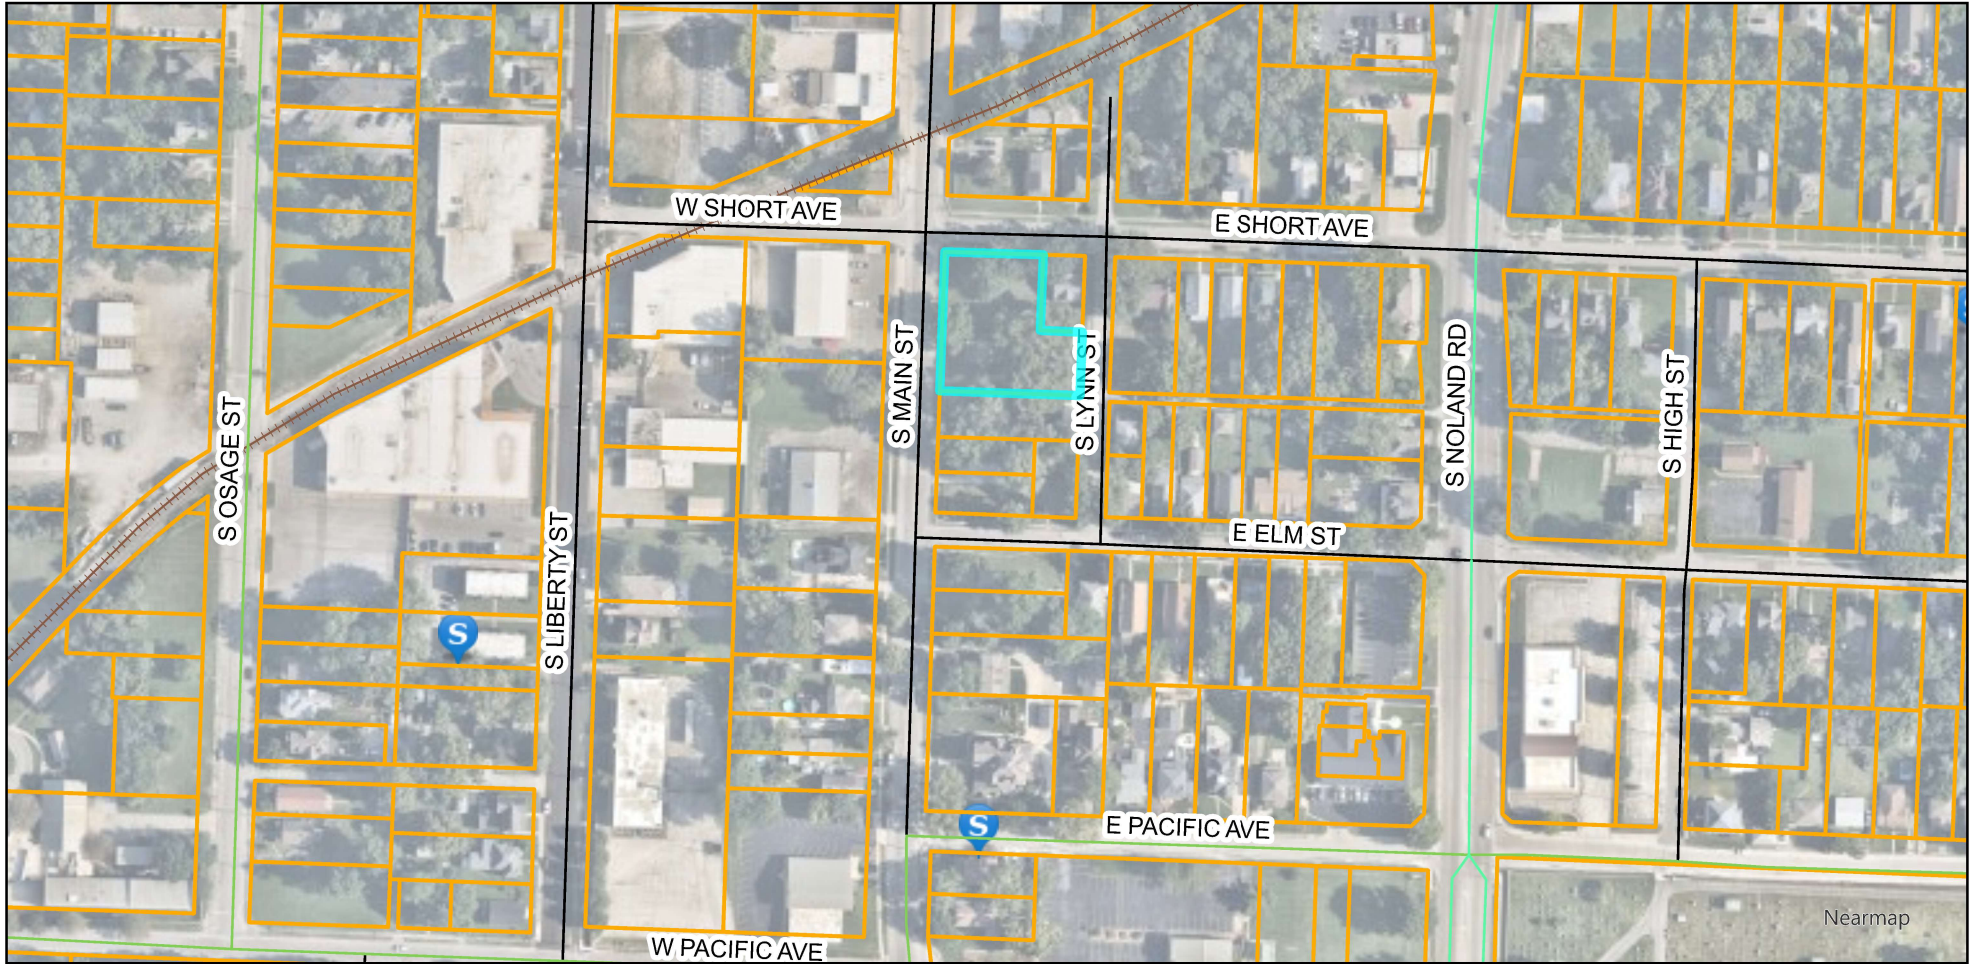 W SHORT AVE
E SHORT AVE
S MAIN ST
S LYNN ST
S NOLAND RD
S HIGH ST
S OSAGE ST
S LIBERTY ST
E ELM ST
S
S
E PACIFIC AVE
Nearmap
W PACIFIC AVE